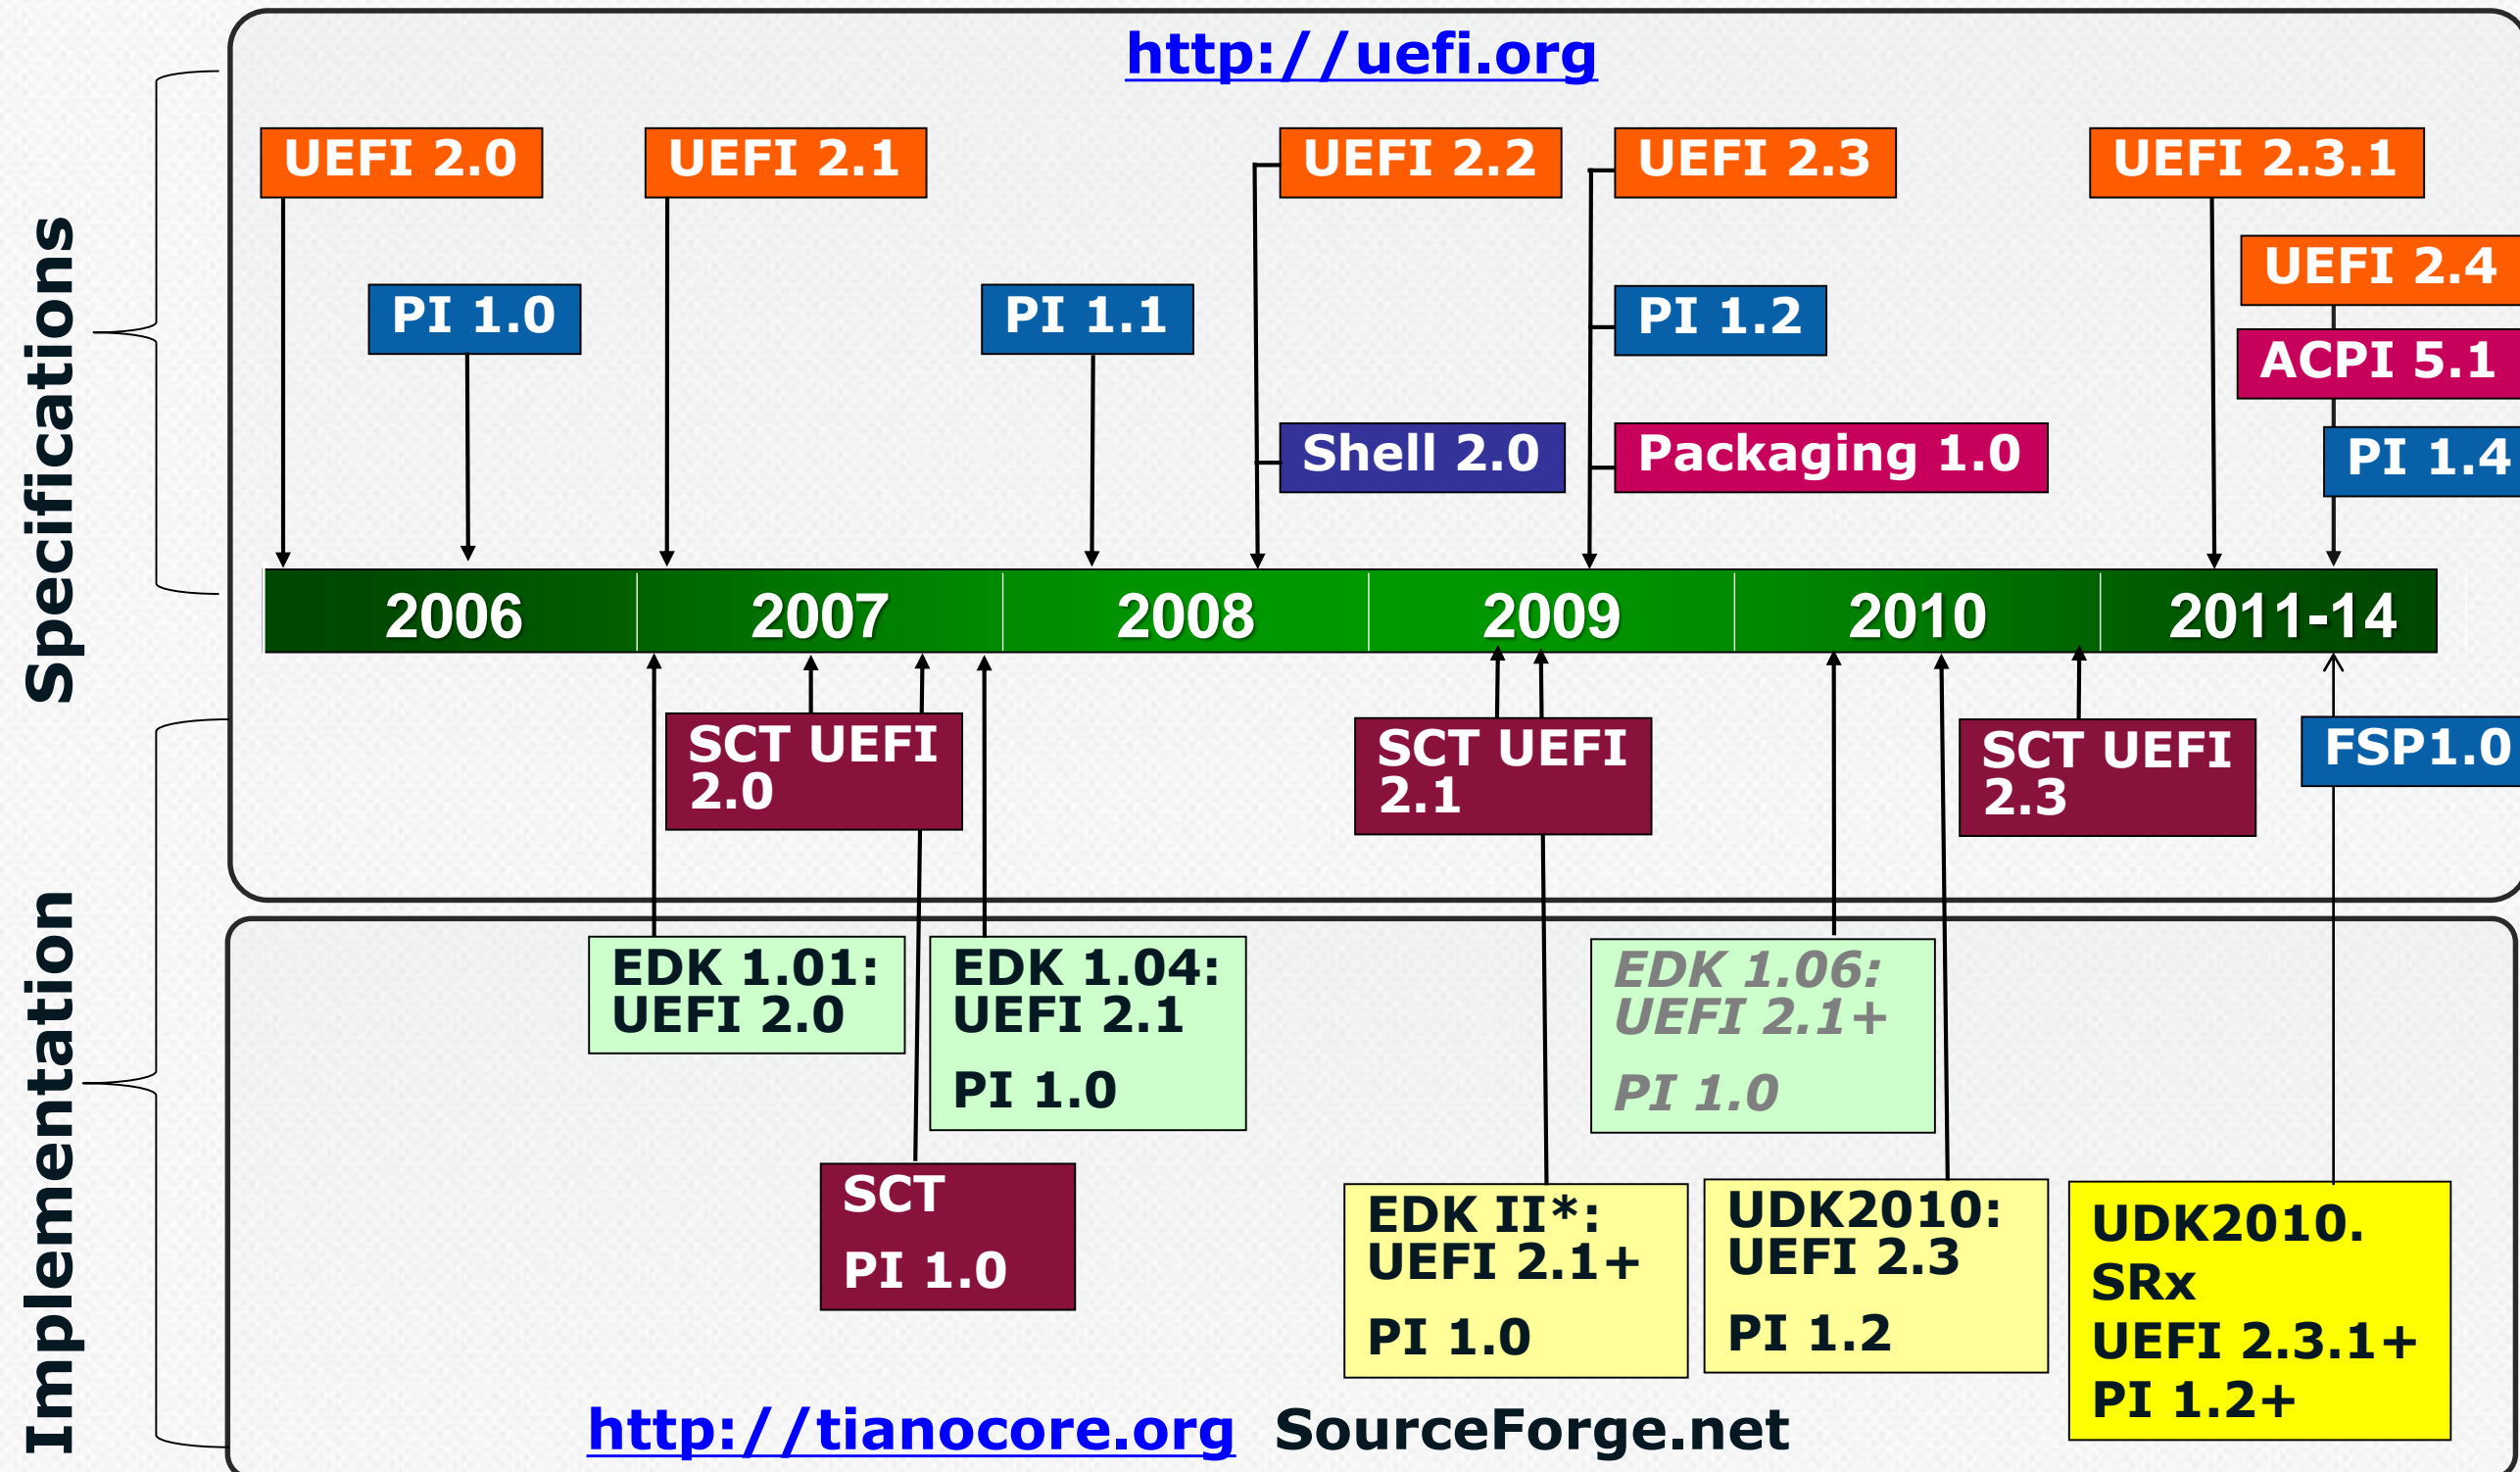 http://uefi.org
Specifications
UEFI 2.0
UEFI 2.1
UEFI 2.2
UEFI 2.3
UEFI 2.3.1
UEFI 2.4
PI 1.0
PI 1.1
PI 1.2
ACPI 5.1
Shell 2.0
Packaging 1.0
PI 1.4
2006
2007
2008
2009
2010
2011-14
Implementation
SCT UEFI
2.0
SCT UEFI
2.1
SCT UEFI
2.3
FSP1.0
EDK 1.01:
UEFI 2.0
EDK 1.04:
UEFI 2.1
PI 1.0
EDK 1.06:
UEFI 2.1+
PI 1.0
SCT
PI 1.0
EDK II*:
UEFI 2.1+
PI 1.0
UDK2010:
UEFI 2.3
PI 1.2
UDK2010.
SRx
UEFI 2.3.1+
PI 1.2+
http://tianocore.org SourceForge.net